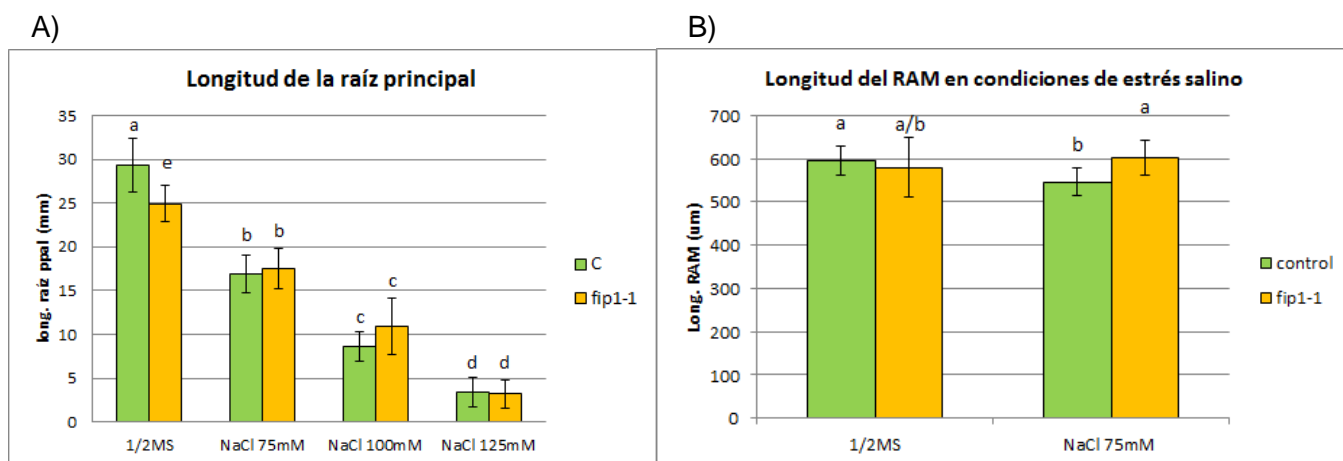 A)
Longitud de la raíz principal
long. raíz ppal (mm)
35
30
25
20
15
10
5
0
a
e
b
b
c
c
d
d
1/2MS
NaCl 75mM
NaCl 100mM
NaCl 125mM
C
fip1-1
B)
Longitud del RAM en condiciones de estrés salino
Long. RAM (um)
700
600
500
400
300
200
100
0
a
a/b
b
a
1/2MS
NaCl 75mM
control
fip1-1